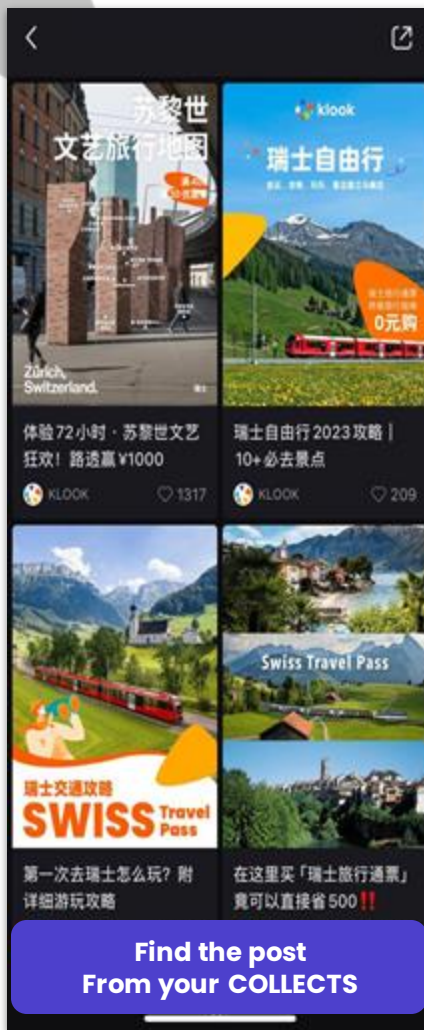 苏黎世
文艺旅行地图
Zürich,
Switzerland.
瑞士
体验72小时·苏黎世文艺
狂欢！路透赢¥1000
KLOOK
1317
klook
瑞士自由行
0元购
瑞士自由行2023攻略｜
10+必去景点
KLOOK
209
瑞士交通攻略
SWISS Travel
Pass
第一次去瑞士怎么玩？附
详细游玩攻略
Swiss Travel Pass
在这里买「瑞士旅行通票」
竟可以直接省500‼️
Find the post
From your COLLECTS